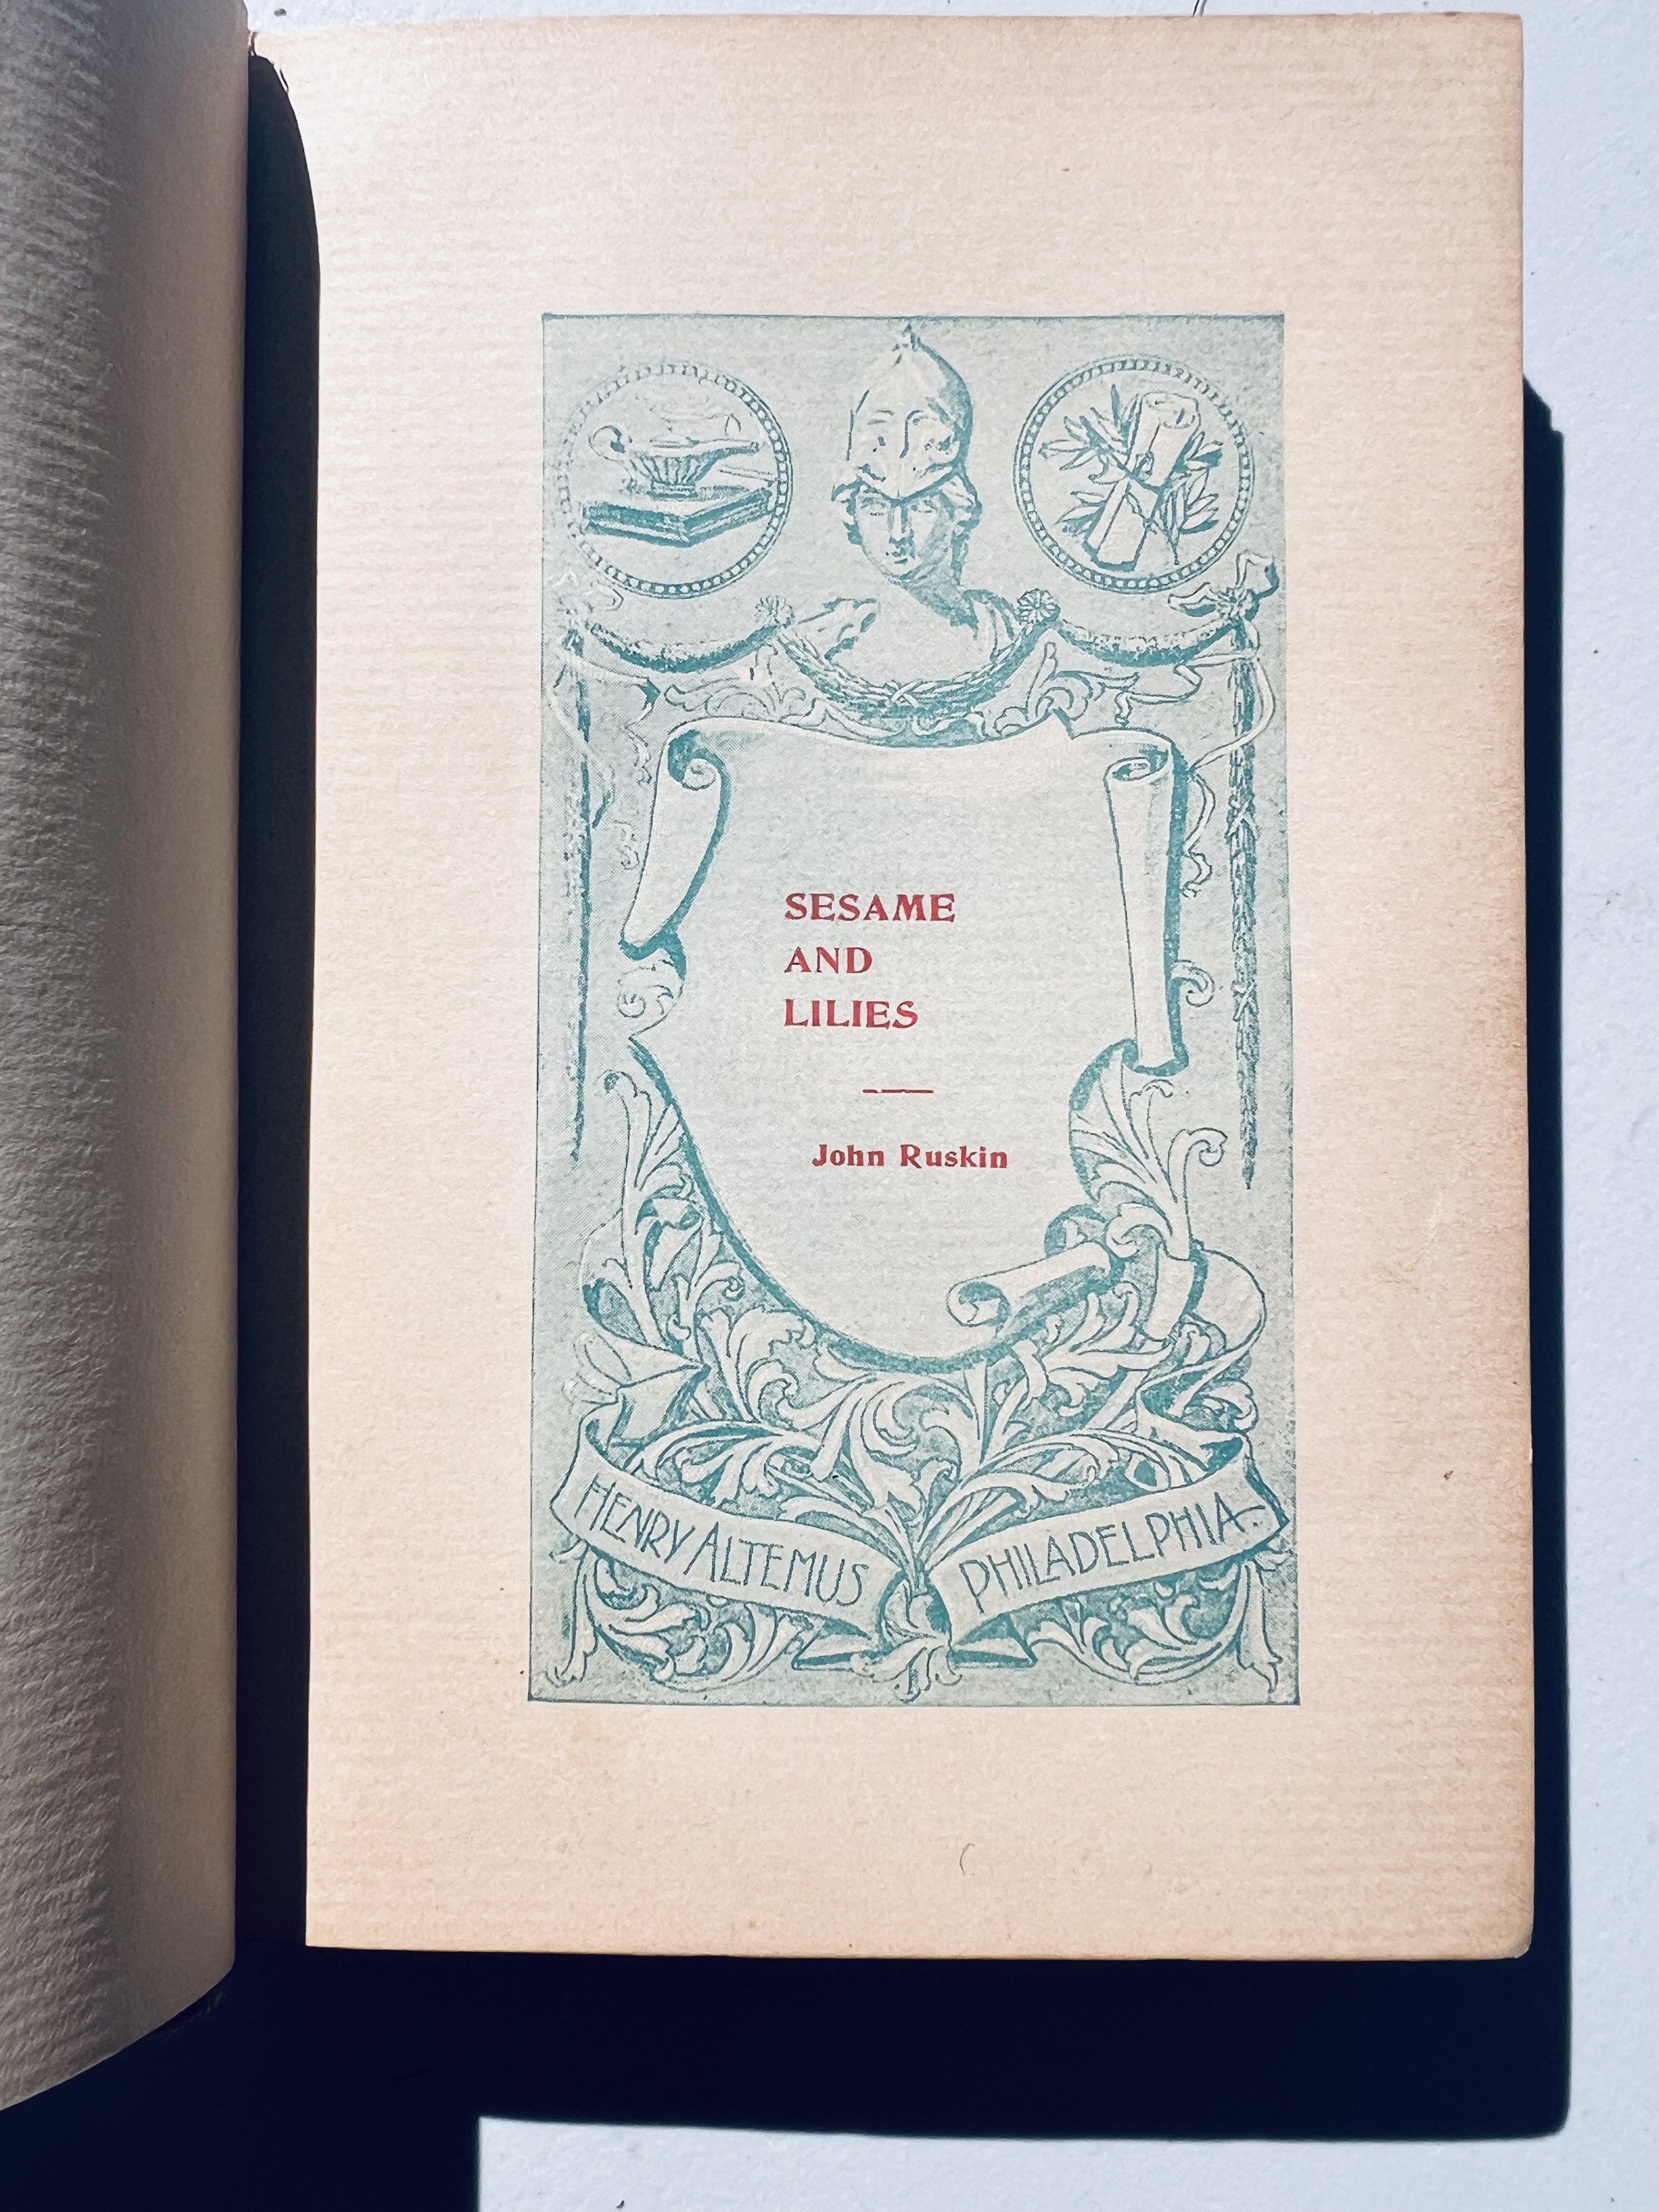 SESAME
AND
LILIES
John Ruskin
HENRY ALTEMUS
PHILADELPHIA